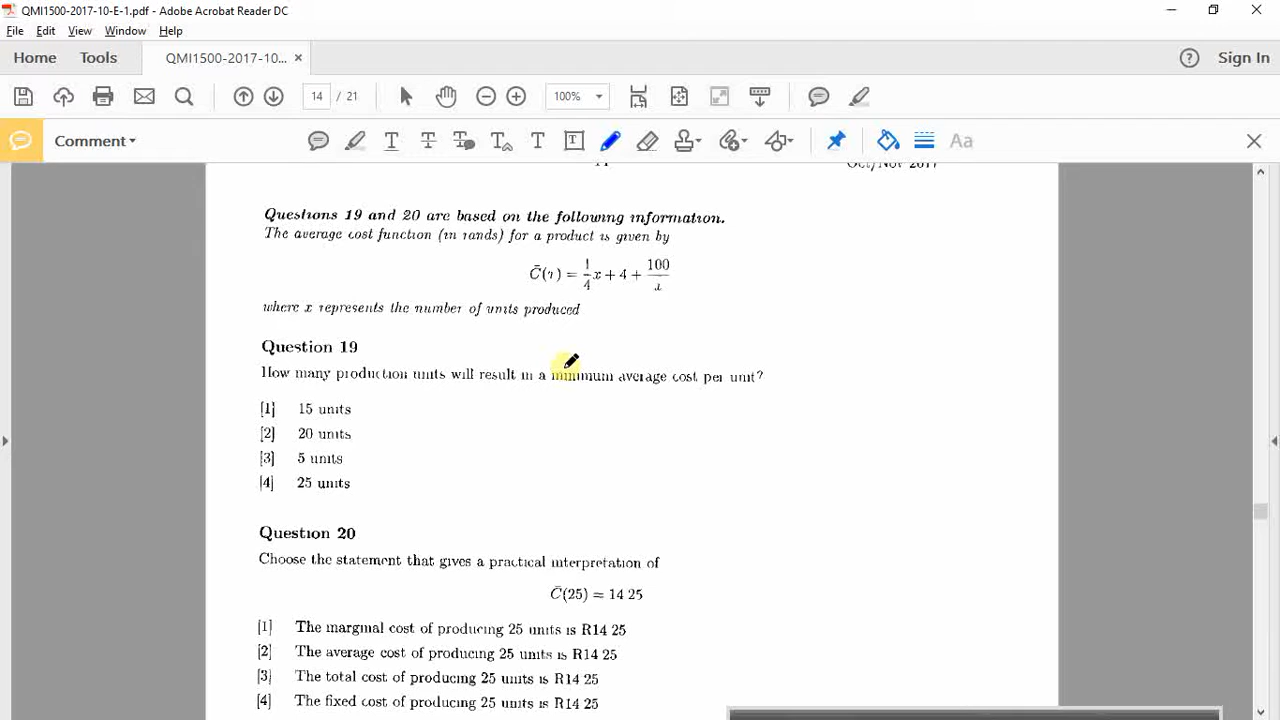 QMI1500-2017-10-E-1.pdf - Adobe Acrobat Reader DC
File Edit View Window Help
Home Tools QMI1500-2017-10-... × Sign In
14 / 21 100%
Comment
Oct/Nov 2017
Questions 19 and 20 are based on the following information.
The average cost function (in rands) for a product is given by
C̄(x) = 1/4 x + 4 + 100/x
where x represents the number of units produced
Question 19
How many production units will result in a minimum average cost per unit?
[1] 15 units
[2] 20 units
[3] 5 units
[4] 25 units
Question 20
Choose the statement that gives a practical interpretation of
C̄(25) = 14 25
[1] The marginal cost of producing 25 units is R14 25
[2] The average cost of producing 25 units is R14 25
[3] The total cost of producing 25 units is R14 25
[4] The fixed cost of producing 25 units is R14 25